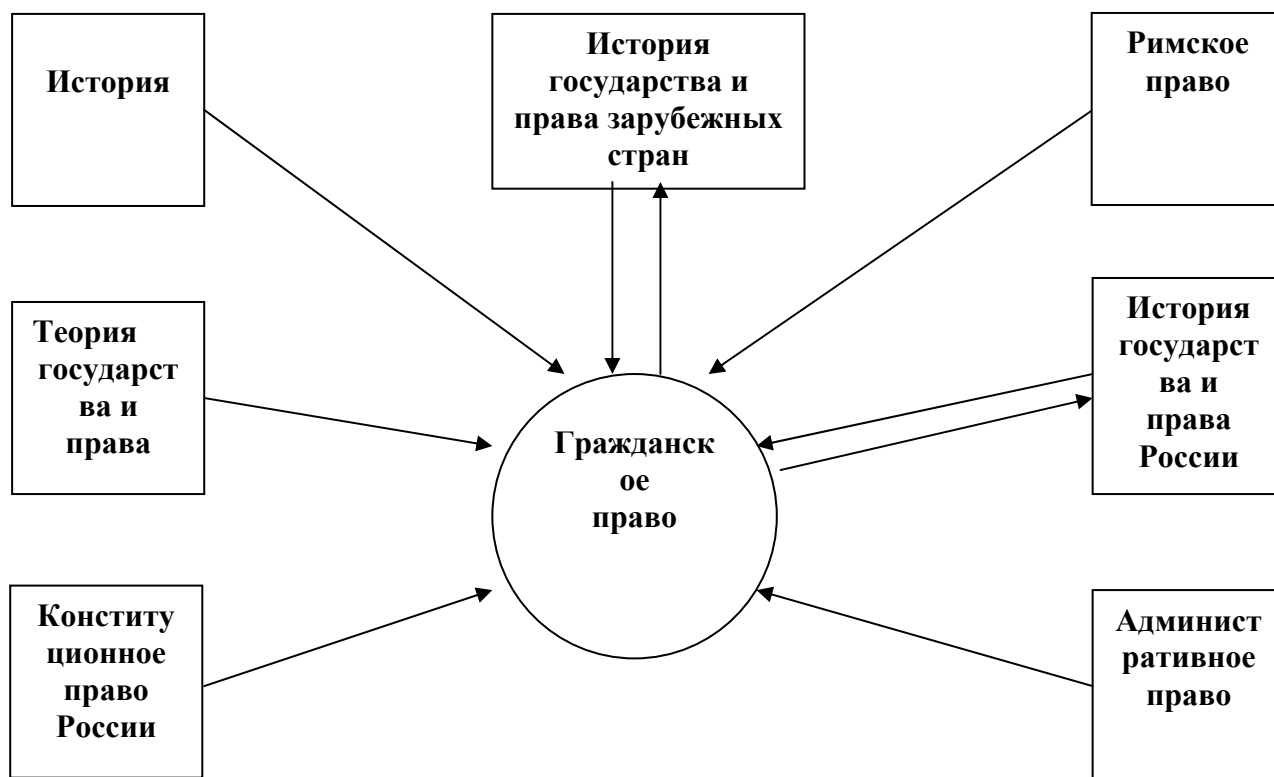 История
История
государства и
права зарубежных
стран
Римское
право
Теория
государст
ва и
права
Гражданск
ое
право
История
государст
ва и
права
России
Конститу
ционное
право
России
Админист
ративное
право